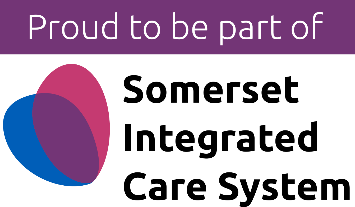 Proud to be part of
Somerset
Integrated
Care System